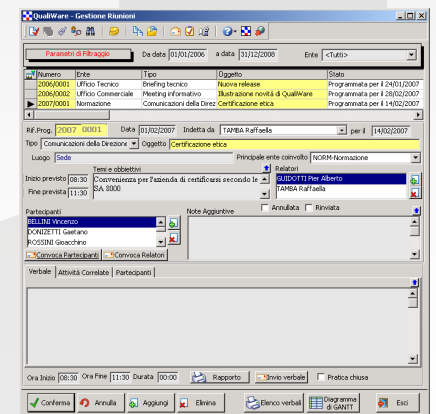 QualiWare - Gestione Riunioni
Parametri di Filtraggio Da data 01/01/2006 a data 31/12/2008 Ente <Tutti>
Numero Ente Tipo Oggetto Stato
2006/0001 Ufficio Tecnico Briefing tecnico Nuova release Programmata per il 24/01/2007
2006/0002 Ufficio Commerciale Meeting informativo Illustrazione novità di QualiWare Programmata per il 28/02/2007
2007/0001 Normazione Comunicazioni della Direz Certificazione etica Programmata per il 14/02/2007
Rif.Prog. 2007 0001 Data 01/02/2007 Indetta da TAMBA Raffaella per il 14/02/2007
Tipo Comunicazioni della Direzione Oggetto Certificazione etica
Luogo Sede Principale ente coinvolto NORM-Normazione
Temi e obbiettivi Relatori
Inizio previsto 08:30 Convenienza per l'azienda di certificarsi secondo le GUIDOTTI Pier Alberto
SA 8000 TAMBA Raffaella
Fine prevista 11:30
Annullata Rinviata
Partecipanti Note Aggiuntive
BELLINI Vincenzo
DONIZETTI Gaetano
ROSSINI Gioacchino
Convoca Partecipanti Convoca Relatori
Verbale Attività Correlate Partecipanti
Ora Inizio 08:30 Ora Fine 11:30 Durata 00:00 Rapporto Invio verbale Pratica chiusa
Conferma Annulla Aggiungi Elimina Elenco verbali Diagramma di GANTT Esci